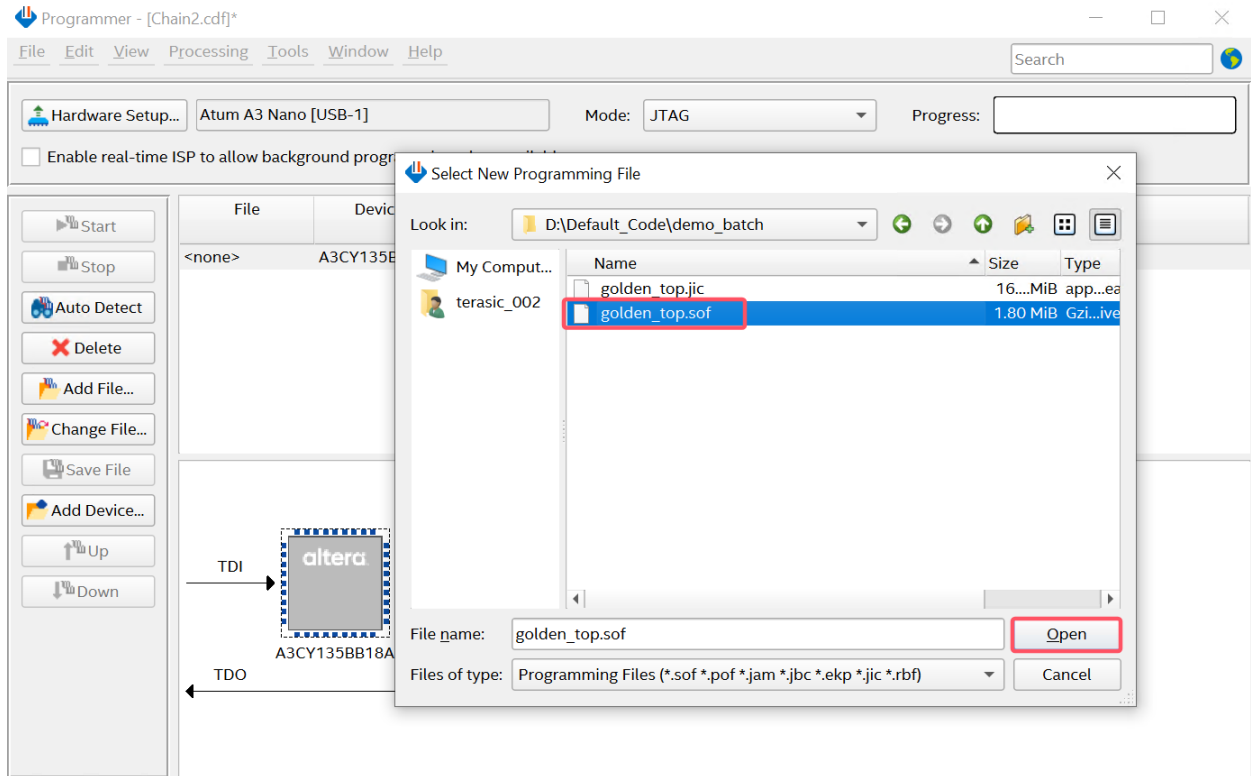 Programmer - [Chain2.cdf]*
File Edit View Processing Tools Window Help
Search
Hardware Setup... Atum A3 Nano [USB-1] Mode: JTAG Progress:
Enable real-time ISP to allow background
Select New Programming File
Look in: D:\Default_Code\demo_batch
Start
Stop
Auto Detect
Delete
Add File...
Change File...
Save File
Add Device...
Up
Down
File Devic
<none> A3CY135E
My Comput...
terasic_002
Name Size Type
golden_top.jic 16....MiB app...ea
golden_top.sof 1.80 MiB Gzi...ive
TDI
altera
A3CY135BB18A
TDO
File name: golden_top.sof Open
Files of type: Programming Files (*.sof *.pof *.jam *.jbc *.ekp *.jic *.rbf) Cancel